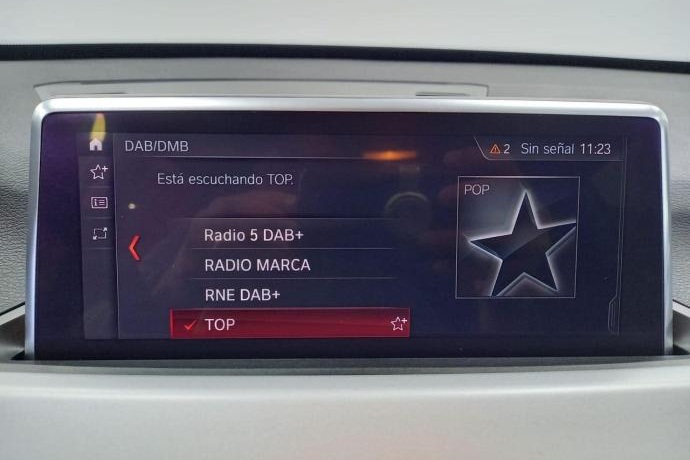 DAB/DMB
2 Sin señal 11:23
Está escuchando TOP.
POP
Radio 5 DAB+
RADIO MARCA
RNE DAB+
TOP